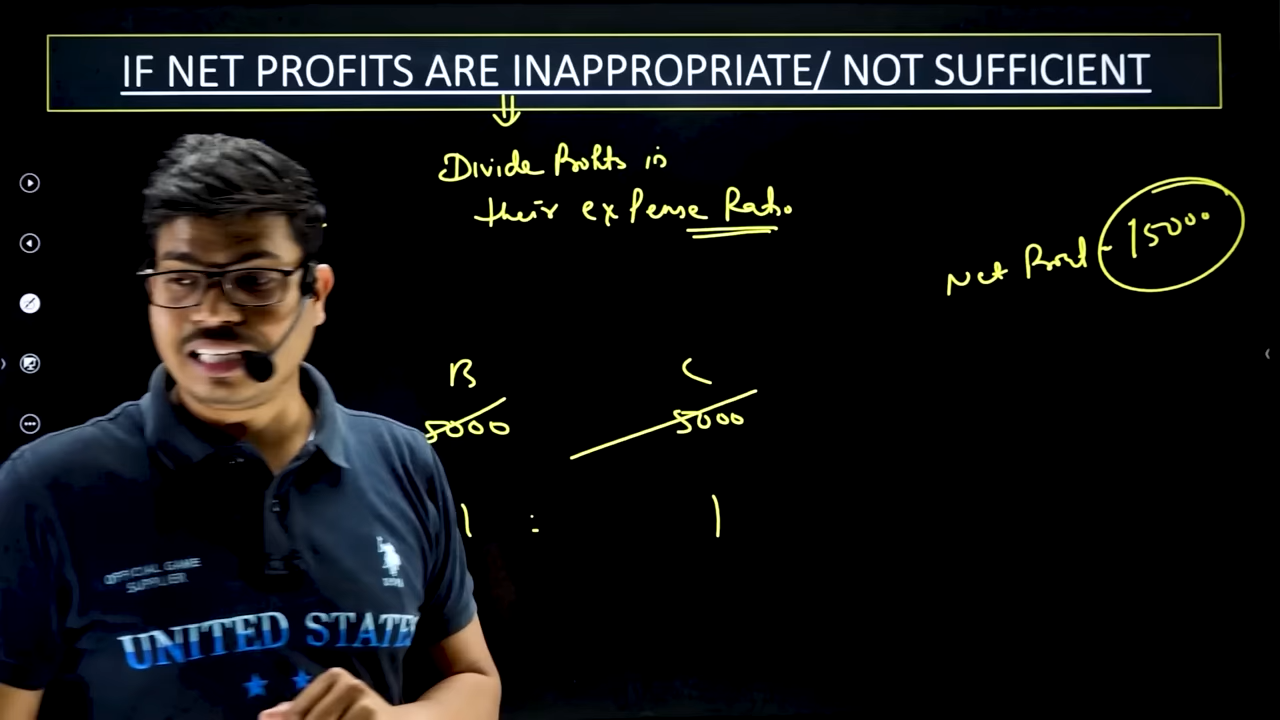 IF NET PROFITS ARE INAPPROPRIATE/ NOT SUFFICIENT
Divide Profits in
their expense Ratio
Net Profit - 15000
B C
5000 5000
1 : 1
OFFICIAL GAME
SUPPLIER
USPA
UNITED STATE